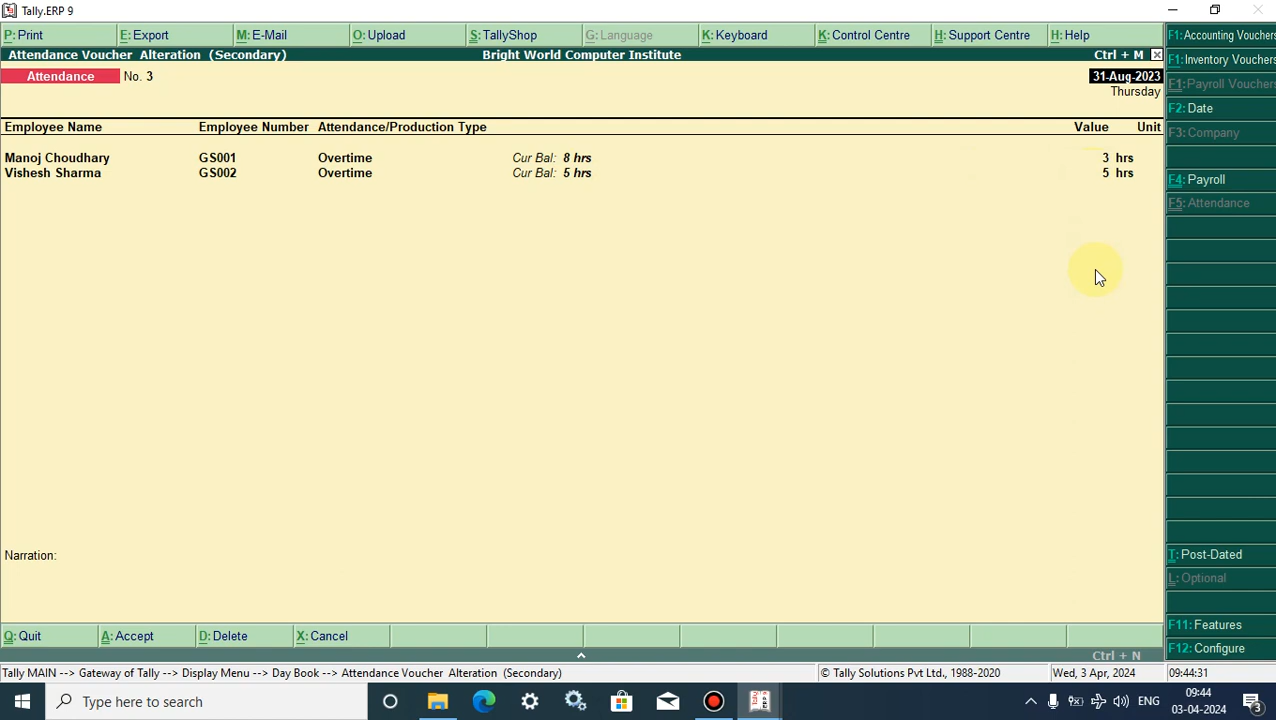 Tally.ERP 9
P: Print E: Export M: E-Mail O: Upload S: TallyShop G: Language K: Keyboard K: Control Centre H: Support Centre H: Help
Attendance Voucher Alteration (Secondary) Bright World Computer Institute Ctrl + M
Attendance No. 3 31-Aug-2023
Thursday
Employee Name Employee Number Attendance/Production Type Value Unit
Manoj Choudhary GS001 Overtime Cur Bal: 8 hrs 3 hrs
Vishesh Sharma GS002 Overtime Cur Bal: 5 hrs 5 hrs
Narration:
F1: Accounting Vouchers
F1: Inventory Vouchers
F1: Payroll Vouchers
F2: Date
F3: Company
F4: Payroll
F5: Attendance
T: Post-Dated
L: Optional
F11: Features
F12: Configure
Q: Quit A: Accept D: Delete X: Cancel
Ctrl + N
Tally MAIN --> Gateway of Tally --> Display Menu --> Day Book --> Attendance Voucher Alteration (Secondary) © Tally Solutions Pvt Ltd., 1988-2020 Wed, 3 Apr, 2024 09:44:31
Type here to search ENG 09:44
03-04-2024 3